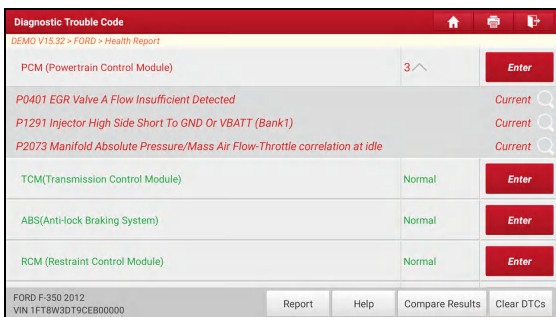 Diagnostic Trouble Code
DEMO V15.32 > FORD > Health Report
PCM (Powertrain Control Module) 3 Enter
P0401 EGR Valve A Flow Insufficient Detected Current
P1291 Injector High Side Short To GND Or VBATT (Bank1) Current
P2073 Manifold Absolute Pressure/Mass Air Flow-Throttle correlation at idle Current
TCM(Transmission Control Module) Normal Enter
ABS(Anti-lock Braking System) Normal Enter
RCM (Restraint Control Module) Normal Enter
FORD F-350 2012
VIN 1FT8W3DT9CEB00000
Report Help Compare Results Clear DTCs